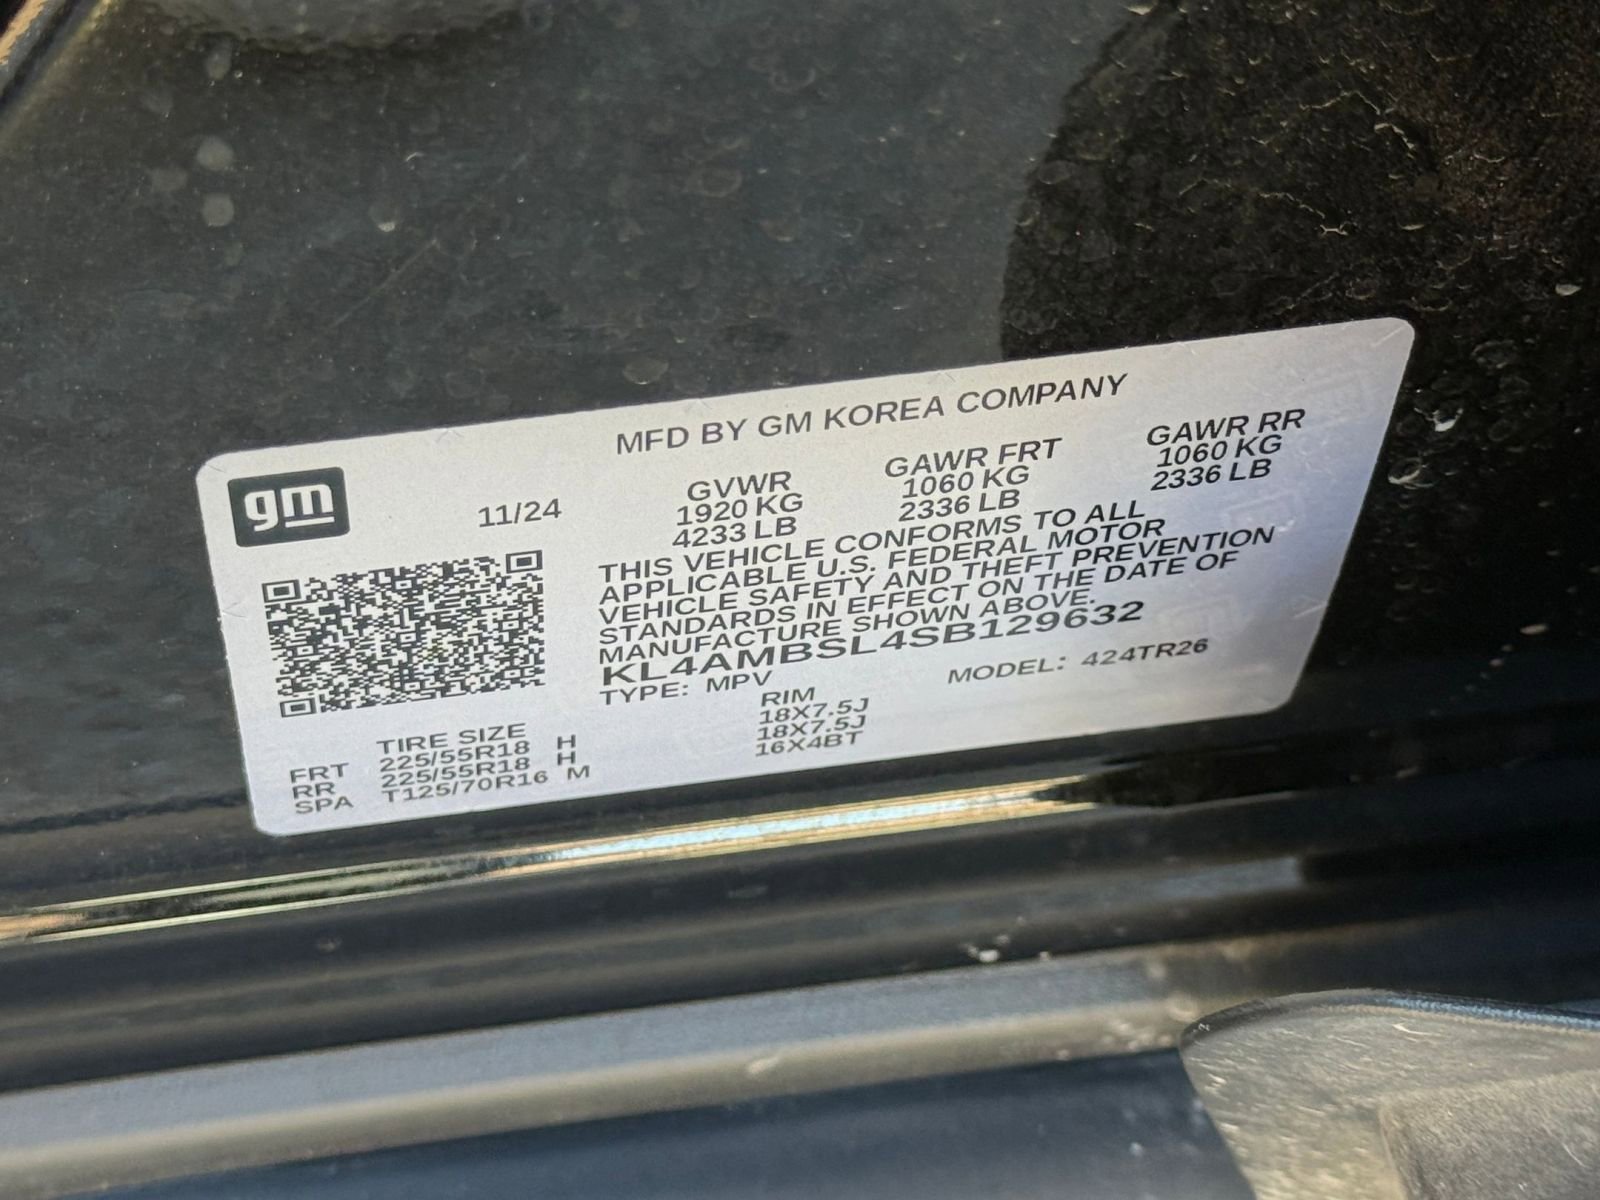 MFD BY GM KOREA COMPANY
gm
11/24
GVWR GAWR FRT GAWR RR
1920 KG 1060 KG 1060 KG
4233 LB 2336 LB 2336 LB
THIS VEHICLE CONFORMS TO ALL
APPLICABLE U.S. FEDERAL MOTOR
VEHICLE SAFETY AND THEFT PREVENTION
STANDARDS IN EFFECT ON THE DATE OF
MANUFACTURE SHOWN ABOVE.
KL4AMBSL4SB129632
TYPE: MPV MODEL: 424TR26
TIRE SIZE RIM
FRT 225/55R18 H 18X7.5J
RR 225/55R18 H 18X7.5J
SPA T125/70R16 M 16X4BT